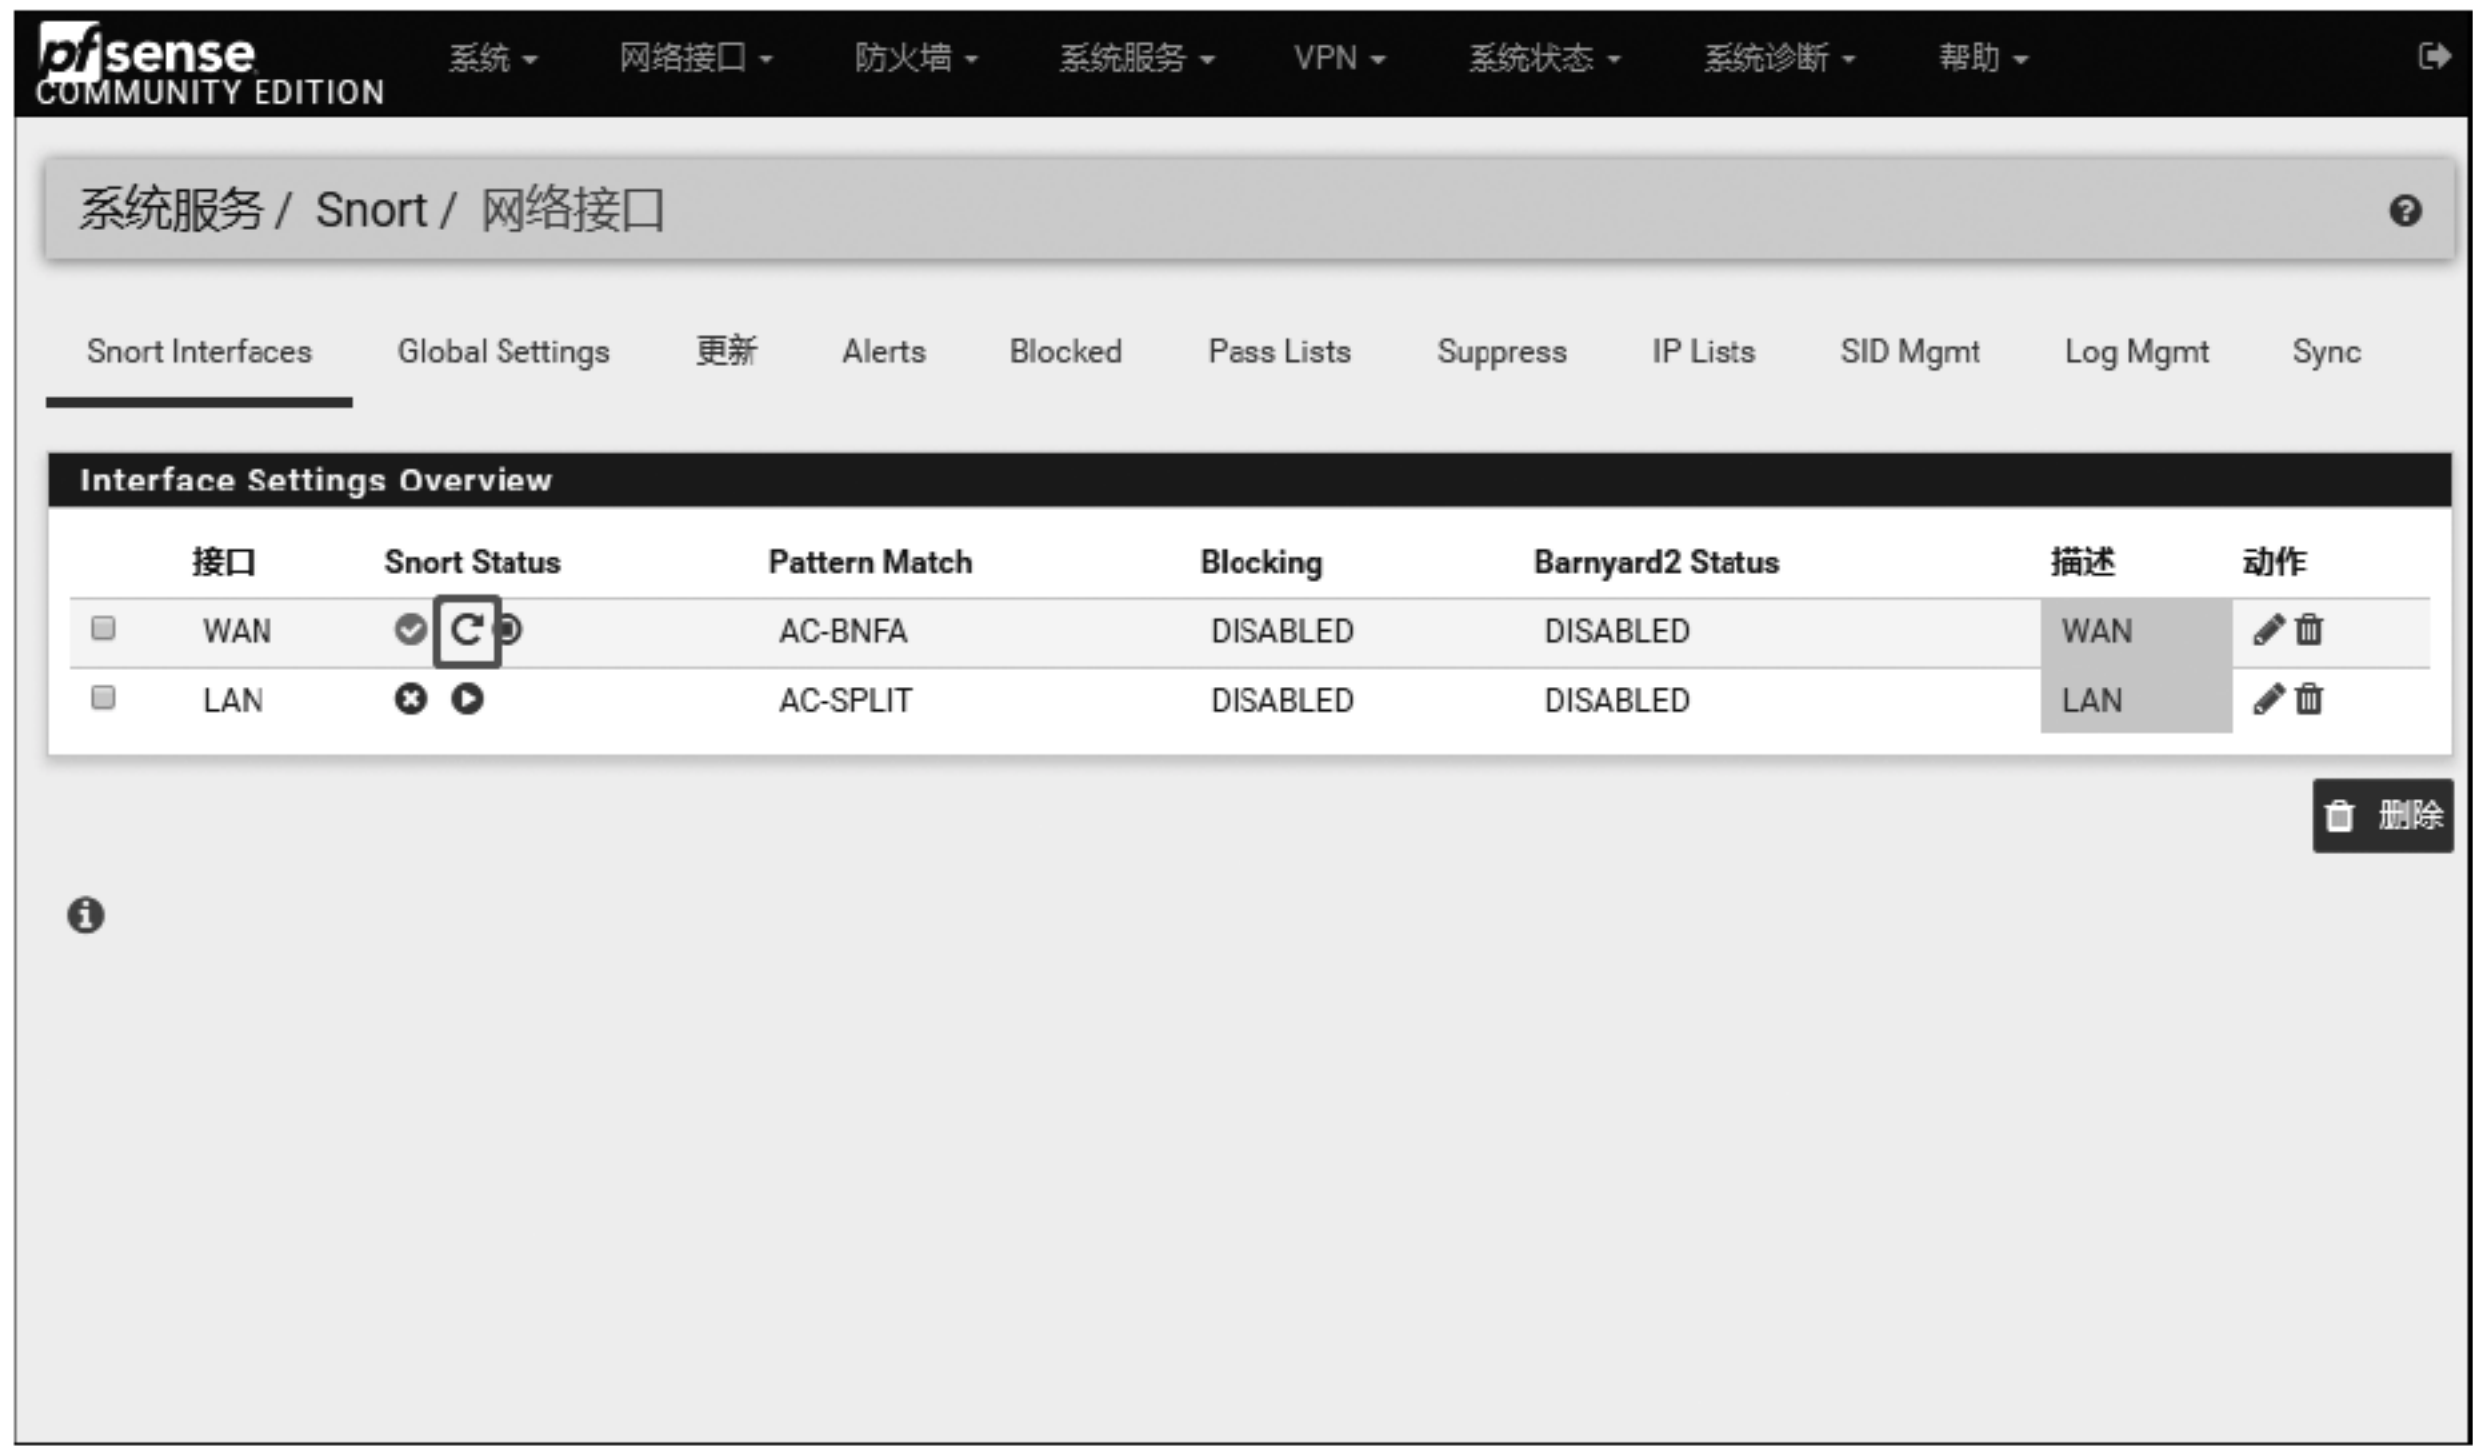 pfsense 系统 网络接口 防火墙 系统服务 VPN 系统状态 系统诊断 帮助
COMMUNITY EDITION
系统服务 / Snort / 网络接口
Snort Interfaces Global Settings 更新 Alerts Blocked Pass Lists Suppress IP Lists SID Mgmt Log Mgmt Sync
Interface Settings Overview
接口 Snort Status Pattern Match Blocking Barnyard2 Status 描述 动作
WAN AC-BNFA DISABLED DISABLED WAN
LAN AC-SPLIT DISABLED DISABLED LAN
删除